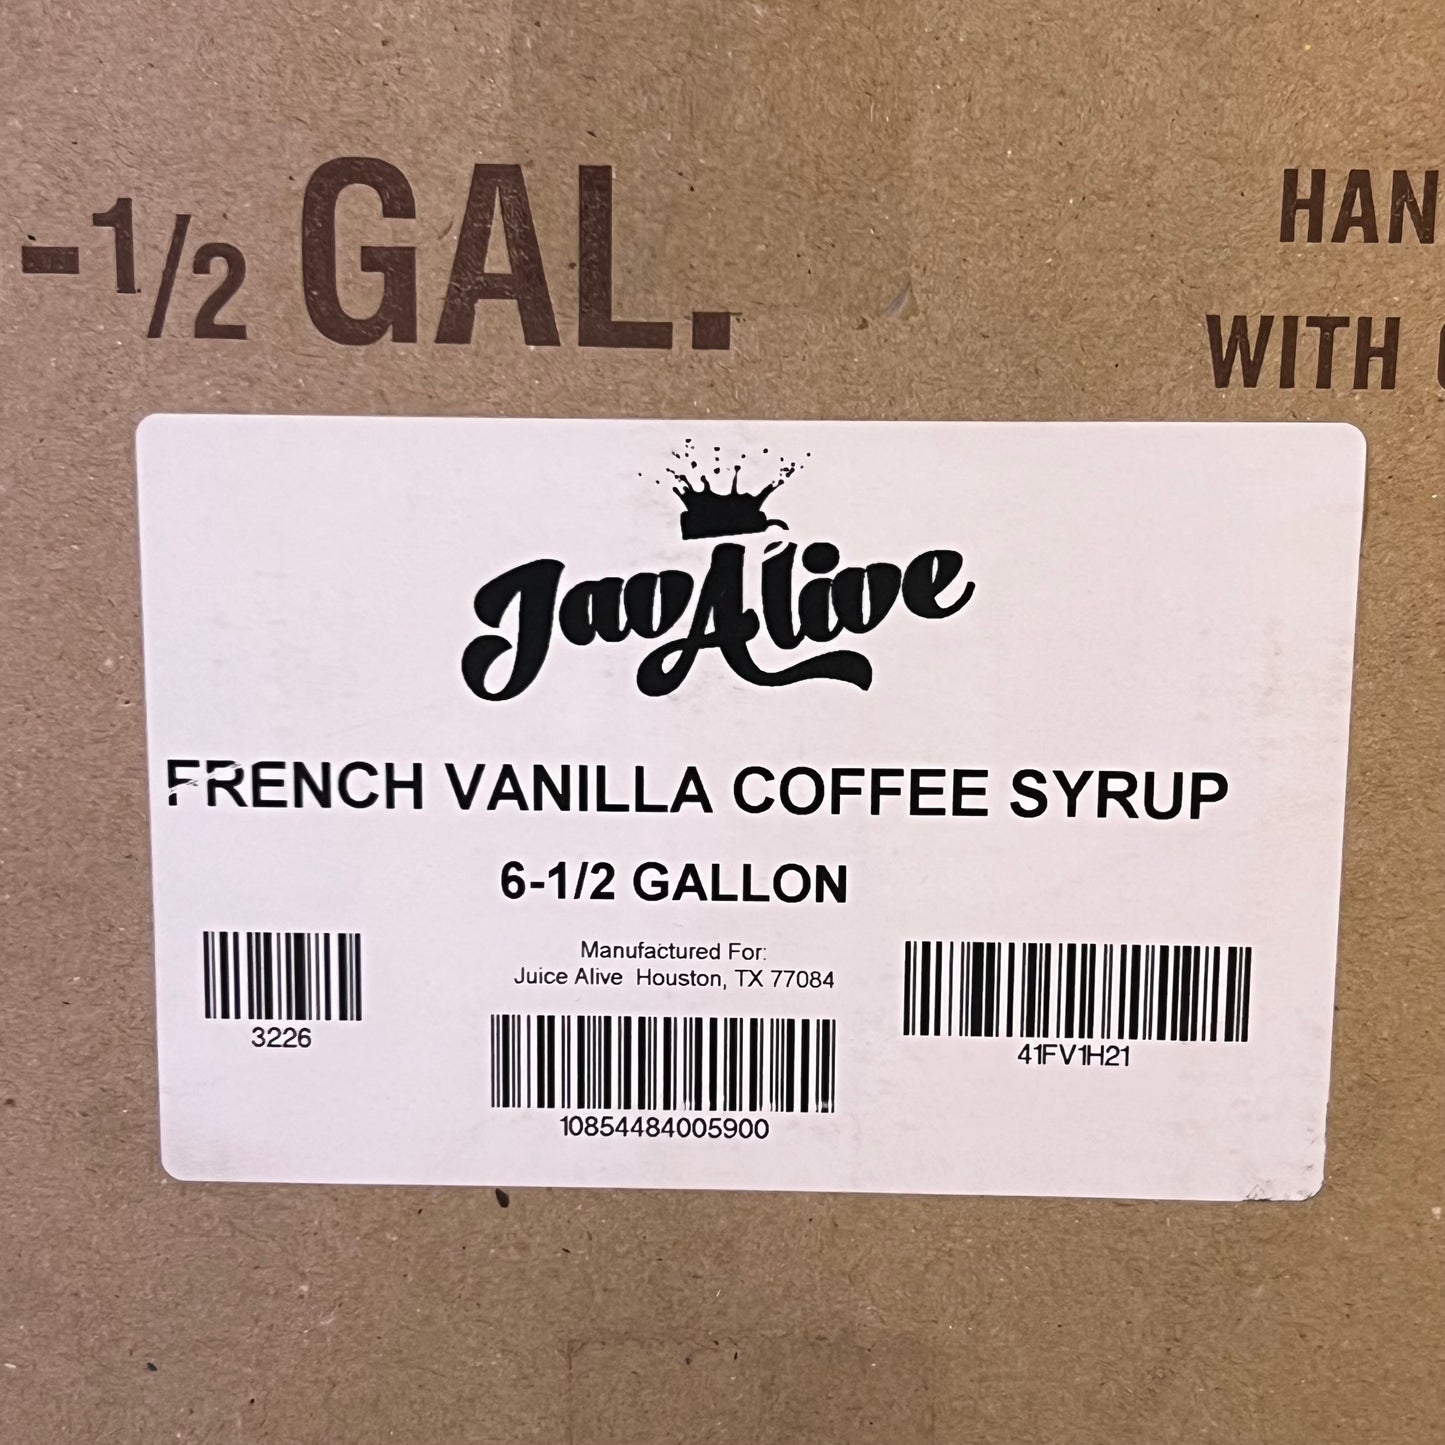 -1/2 GAL.
HAN
WITH
JavAlive
FRENCH VANILLA COFFEE SYRUP
6-1/2 GALLON
Manufactured For:
Juice Alive Houston, TX 77084
3226
10854484005900
41FV1H21